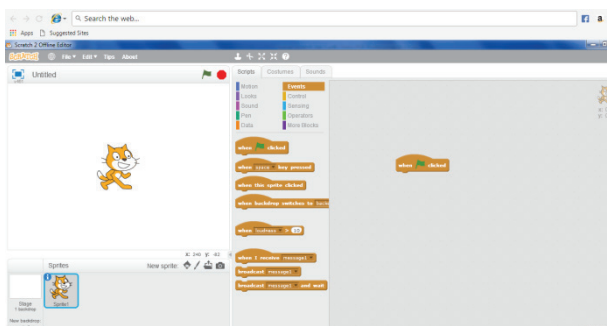 Search the web...
Apps Suggested Sites
Scratch 2 Offline Editor
SCRATCH File Edit Tips About
Untitled
Scripts Costumes Sounds
Motion Events
Looks Control
Sound Sensing
Pen Operators
Data More Blocks
when clicked
when space key pressed
when this sprite clicked
when backdrop switches to
when loudness > 10
when I receive message1
broadcast message1
broadcast message1 and wait
when clicked
x: 240 y:
Sprites New sprite:
Stage
1 backdrop
New backdrop:
Sprite1